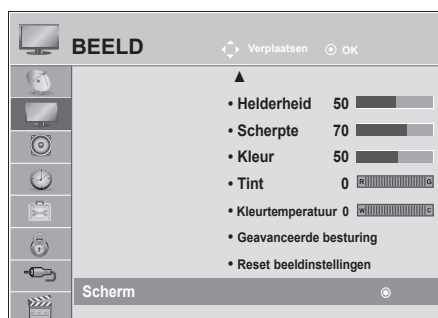 BEELD Verplaatsen OK
• Helderheid 50
• Scherpte 70
• Kleur 50
• Tint 0 R G
• Kleurtemperatuur 0 W C
• Geavanceerde besturing
• Reset beeldinstellingen
Scherm